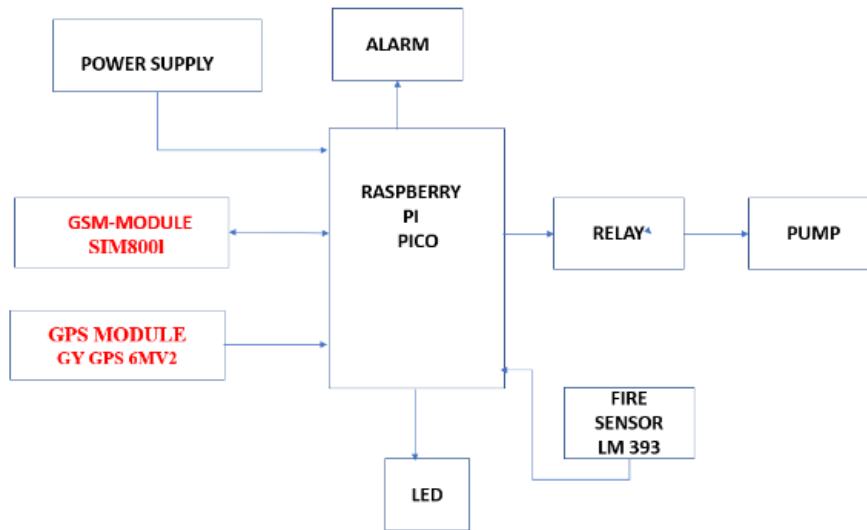 ALARM
POWER SUPPLY
RASPBERRY
PI
PICO
GSM-MODULE
SIM800l
RELAY
PUMP
GPS MODULE
GY GPS 6MV2
FIRE
SENSOR
LM 393
LED